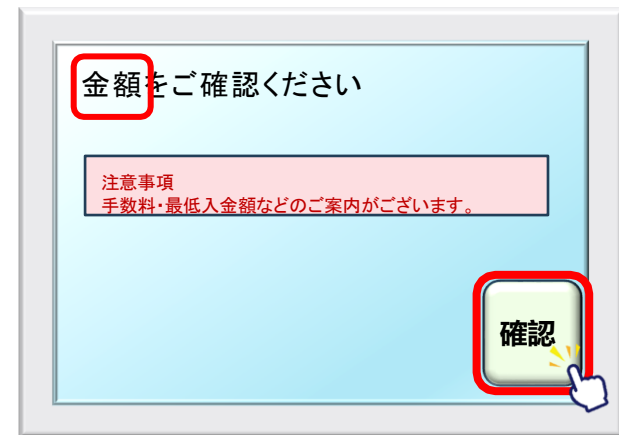 金額をご確認ください
注意事項
手数料・最低入金額などのご案内がございます。
確認